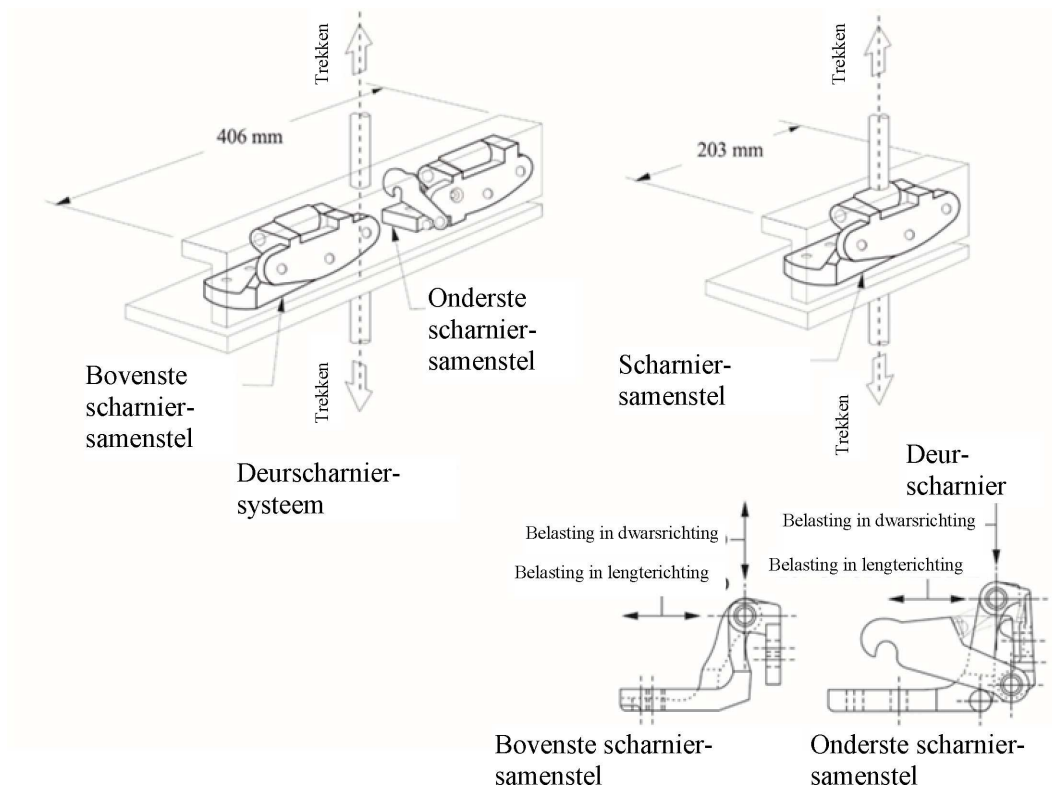 Trekken
406 mm
Onderste
scharnier-
samenstel
Bovenste
scharnier-
samenstel
Trekken
Deurscharnier-
systeem
Trekken
203 mm
Scharnier-
samenstel
Trekken
Deur-
scharnier
Belasting in dwarsrichting
Belasting in lengterichting
Bovenste scharnier-
samenstel
Belasting in dwarsrichting
Belasting in lengterichting
Onderste scharnier-
samenstel